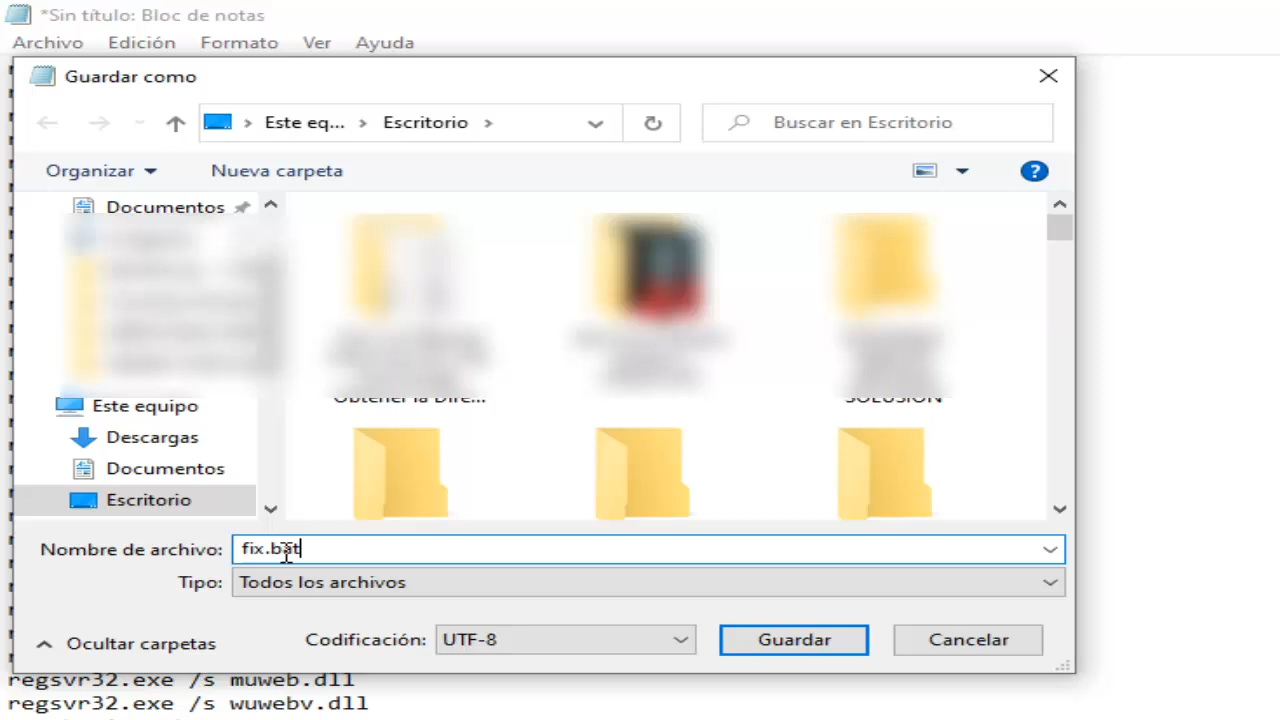 *Sin título: Bloc de notas
Archivo Edición Formato Ver Ayuda
Guardar como
Este eq... Escritorio
Buscar en Escritorio
Organizar Nueva carpeta
Documentos
Obtener la Dire...
SOLUSION
Este equipo
Descargas
Documentos
Escritorio
Nombre de archivo: fix.bat
Tipo: Todos los archivos
Ocultar carpetas Codificación: UTF-8 Guardar Cancelar
regsvr32.exe /s muweb.dll
regsvr32.exe /s wuwebv.dll